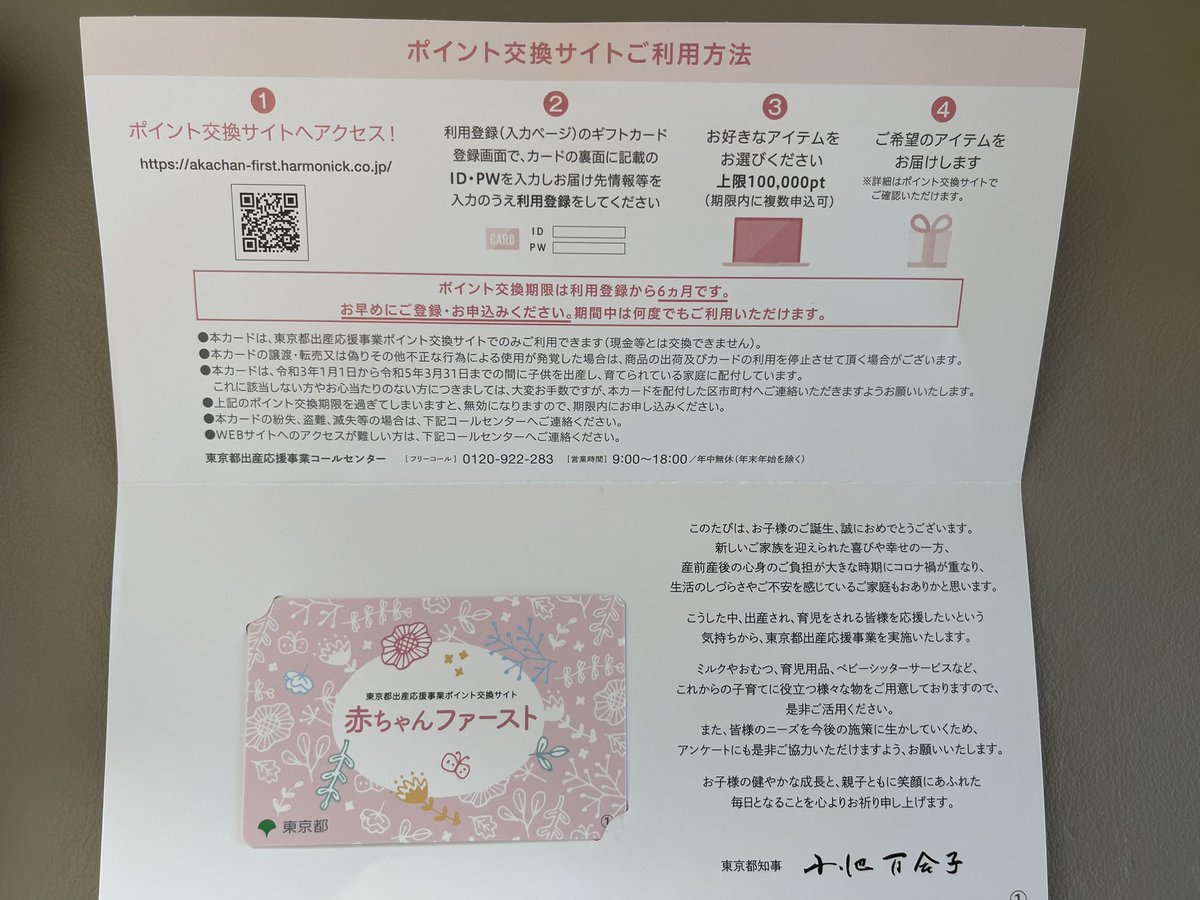 ポイント交換サイトご利用方法
1
ポイント交換サイトへアクセス!
https://akachan-first.harmonick.co.jp/
2
利用登録(入力ページ)のギフトカード
登録画面で、カードの裏面に記載の
ID・PWを入力しお届け先情報等を
入力のうえ利用登録をしてください
CARD
ID
PW
3
お好きなアイテムを
お選びください
上限100,000pt
(期限内に複数申込可)
4
ご希望のアイテムを
お届けします
※詳細はポイント交換サイトで
ご確認いただけます。
ポイント交換期限は利用登録から6ヵ月です。
お早めにご登録・お申込みください。期間中は何度でもご利用いただけます。
●本カードは、東京都出産応援事業ポイント交換サイトでのみご利用できます(現金等とは交換できません)。
●本カードの譲渡・転売又は偽りその他不正な行為による使用が発覚した場合は、商品の出荷及びカードの利用を停止させて頂く場合がございます。
●本カードは、令和3年1月1日から令和5年3月31日までの間に子供を出産し、育てられている家庭に配付しています。
これに該当しない方やお心当たりのない方につきましては、大変お手数ですが、本カードを配付した区市町村へご連絡いただきますようお願いいたします。
●上記のポイント交換期限を過ぎてしまいますと、無効になりますので、期限内にお申し込みください。
●本カードの紛失、盗難、滅失等の場合は、下記コールセンターへご連絡ください。
●WEBサイトへのアクセスが難しい方は、下記コールセンターへご連絡ください。
東京都出産応援事業コールセンター [フリーコール] 0120-922-283 [営業時間] 9:00〜18:00/年中無休(年末年始を除く)
東京都出産応援事業ポイント交換サイト
赤ちゃんファースト
東京都
①
このたびは、お子様のご誕生、誠におめでとうございます。
新しいご家族を迎えられた喜びや幸せの一方、
産前産後の心身のご負担が大きな時期にコロナ禍が重なり、
生活のしづらさやご不安を感じているご家庭もおありかと思います。
こうした中、出産され、育児をされる皆様を応援したいという
気持ちから、東京都出産応援事業を実施いたします。
ミルクやおむつ、育児用品、ベビーシッターサービスなど、
これからの子育てに役立つ様々な物をご用意しておりますので、
是非ご活用ください。
また、皆様のニーズを今後の施策に生かしていくため、
アンケートにも是非ご協力いただけますよう、お願いいたします。
お子様の健やかな成長と、親子ともに笑顔にあふれた
毎日となることを心よりお祈り申し上げます。
東京都知事 小池百合子
①